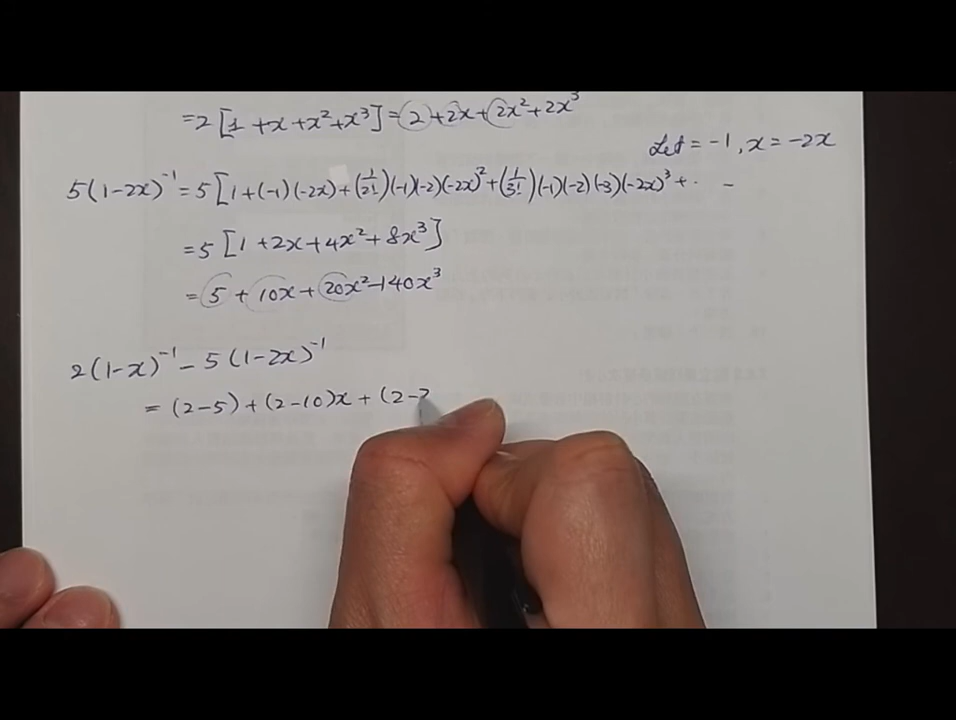 =2[1+x+x²+x³]=2+2x+2x²+2x³
Let = -1, x = -2x
5(1-2x)⁻¹=5[1+(-1)(-2x)+(1/2!)(-1)(-2)(-2x)²+(1/3!)(-1)(-2)(-3)(-2x)³+.. –
=5[1+2x+4x²+8x³]
=5+10x+20x²-140x³
2(1-x)⁻¹-5(1-2x)⁻¹
=(2-5)+(2-10)x+(2-2